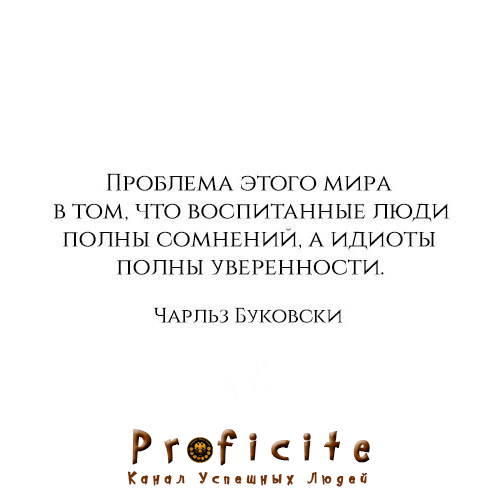 Проблема этого мира
в том, что воспитанные люди
полны сомнений, а идиоты
полны уверенности.
Чарльз Буковски
Proficite
Канал Успешных Людей